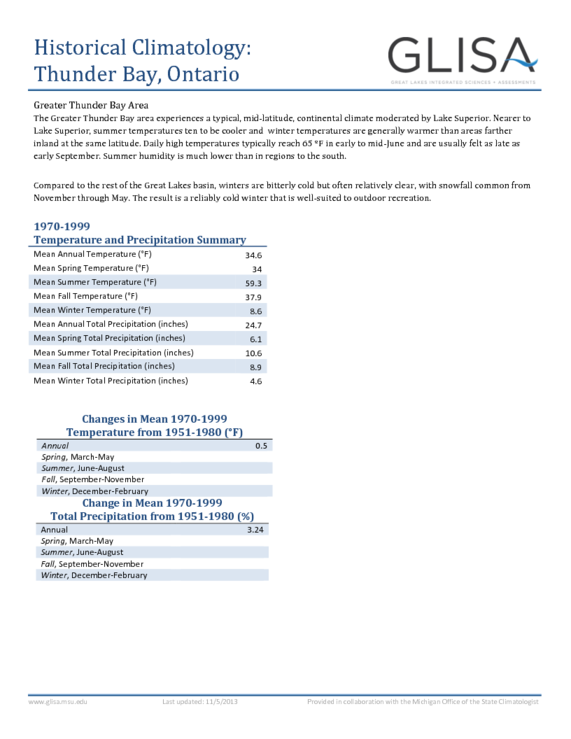 Historical Climatology:
Thunder Bay, Ontario
GLISA
GREAT LAKES INTEGRATED SCIENCES + ASSESSMENTS
Greater Thunder Bay Area
The Greater Thunder Bay area experiences a typical, mid-latitude, continental climate moderated by Lake Superior. Nearer to
Lake Superior, summer temperatures ten to be cooler and winter temperatures are generally warmer than areas farther
inland at the same latitude. Daily high temperatures typically reach 65 °F in early to mid-June and are usually felt as late as
early September. Summer humidity is much lower than in regions to the south.
Compared to the rest of the Great Lakes basin, winters are bitterly cold but often relatively clear, with snowfall common from
November through May. The result is a reliably cold winter that is well-suited to outdoor recreation.
1970-1999
Temperature and Precipitation Summary
Mean Annual Temperature (°F) 34.6
Mean Spring Temperature (°F) 34
Mean Summer Temperature (°F) 59.3
Mean Fall Temperature (°F) 37.9
Mean Winter Temperature (°F) 8.6
Mean Annual Total Precipitation (inches) 24.7
Mean Spring Total Precipitation (inches) 6.1
Mean Summer Total Precipitation (inches) 10.6
Mean Fall Total Precipitation (inches) 8.9
Mean Winter Total Precipitation (inches) 4.6
Changes in Mean 1970-1999
Temperature from 1951-1980 (°F)
Annual 0.5
Spring, March-May
Summer, June-August
Fall, September-November
Winter, December-February
Change in Mean 1970-1999
Total Precipitation from 1951-1980 (%)
Annual 3.24
Spring, March-May
Summer, June-August
Fall, September-November
Winter, December-February
www.glisa.msu.edu Last updated: 11/5/2013 Provided in collaboration with the Michigan Office of the State Climatologist